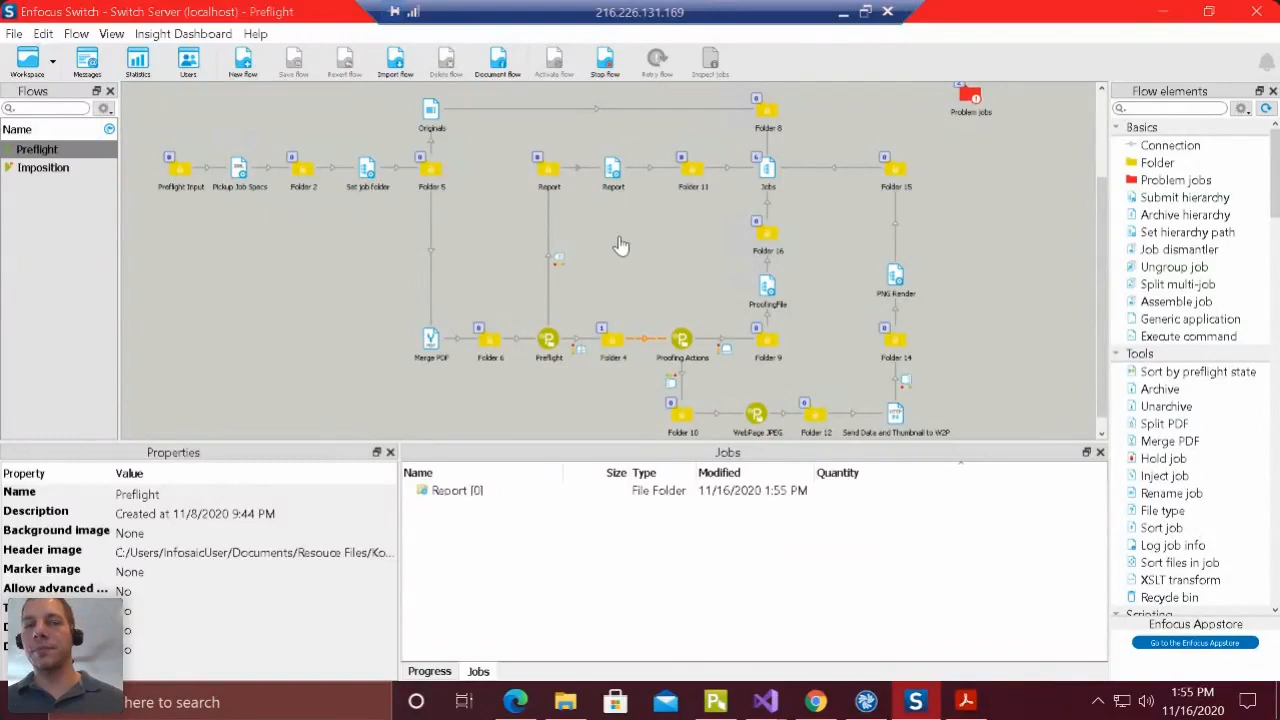 Enfocus Switch - Switch Server (localhost) - Preflight
216.226.131.169
File Edit Flow View Insight Dashboard Help
Workspace Messages Statistics Users New flow Save flow Revert flow Import flow Delete flow Document flow Activate flow Stop flow Retry flow Inspect jobs
Flows
Name
Preflight
Imposition
Problem jobs
Originals
Folder 8
Preflight Input
Pickup Job Specs
Folder 2
Set job folder
Folder 5
Report
Report
Folder 11
Jobs
Folder 15
Folder 16
ProofingFile
PNG Render
Merge PDF
Folder 6
Preflight
Folder 4
Proofing Actions
Folder 9
Folder 14
Folder 10
WebPage JPEG
Folder 12
Send Data and Thumbnail to W2P
Flow elements
Basics
Connection
Folder
Problem jobs
Submit hierarchy
Archive hierarchy
Set hierarchy path
Job dismantler
Ungroup job
Split multi-job
Assemble job
Generic application
Execute command
Tools
Sort by preflight state
Archive
Unarchive
Split PDF
Merge PDF
Hold job
Inject job
Rename job
File type
Sort job
Log job info
Sort files in job
XSLT transform
Recycle bin
Scripting
Enfocus Appstore
Go to the Enfocus Appstore
Properties
Property Value
Name Preflight
Description Created at 11/8/2020 9:44 PM
Background image None
Header image C:/Users/InfosaicUser/Documents/Resouce Files/Ko...
Marker image None
Allow advanced ... No
Jobs
Name Size Type Modified Quantity
Report [0] File Folder 11/16/2020 1:55 PM
Progress Jobs
here to search
1:55 PM
11/16/2020